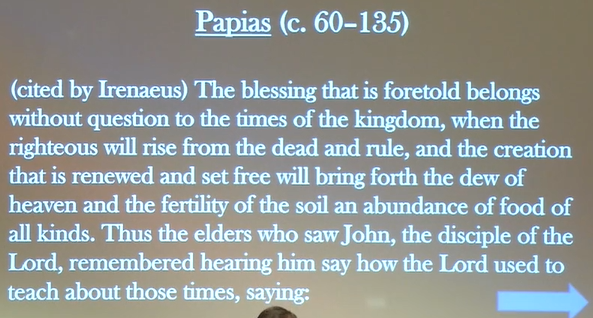 Papias (c. 60–135)
(cited by Irenaeus) The blessing that is foretold belongs
without question to the times of the kingdom, when the
righteous will rise from the dead and rule, and the creation
that is renewed and set free will bring forth the dew of
heaven and the fertility of the soil an abundance of food of
all kinds. Thus the elders who saw John, the disciple of the
Lord, remembered hearing him say how the Lord used to
teach about those times, saying: